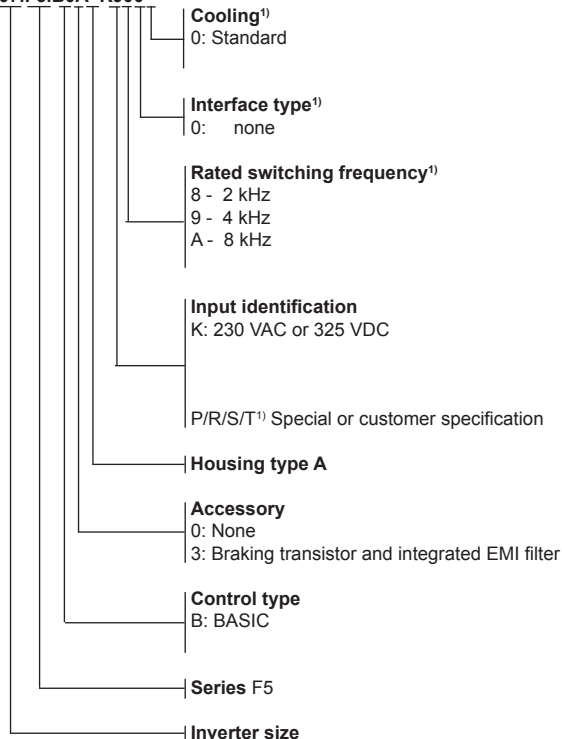 Cooling1)
0: Standard
Interface type1)
0: none
Rated switching frequency1)
8 - 2 kHz
9 - 4 kHz
A - 8 kHz
Input identification
K: 230 VAC or 325 VDC
P/R/S/T1) Special or customer specification
Housing type A
Accessory
0: None
3: Braking transistor and integrated EMI filter
Control type
B: BASIC
Series F5
Inverter size